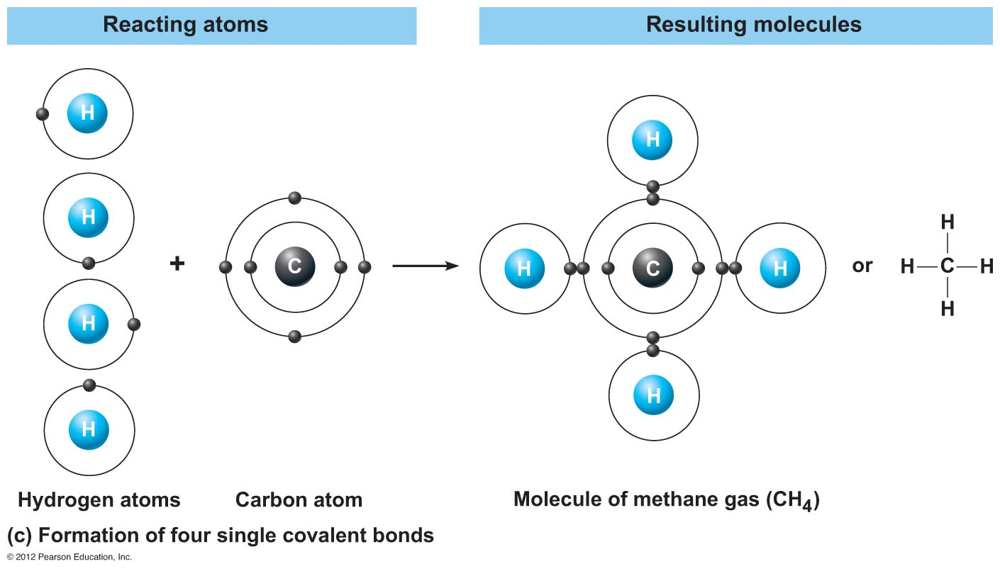 Reacting atoms
Resulting molecules
H
H
H
H
+
C
H
H
C
H
H
or
H
H—C—H
H
Hydrogen atoms
Carbon atom
Molecule of methane gas (CH₄)
(c) Formation of four single covalent bonds
© 2012 Pearson Education, Inc.